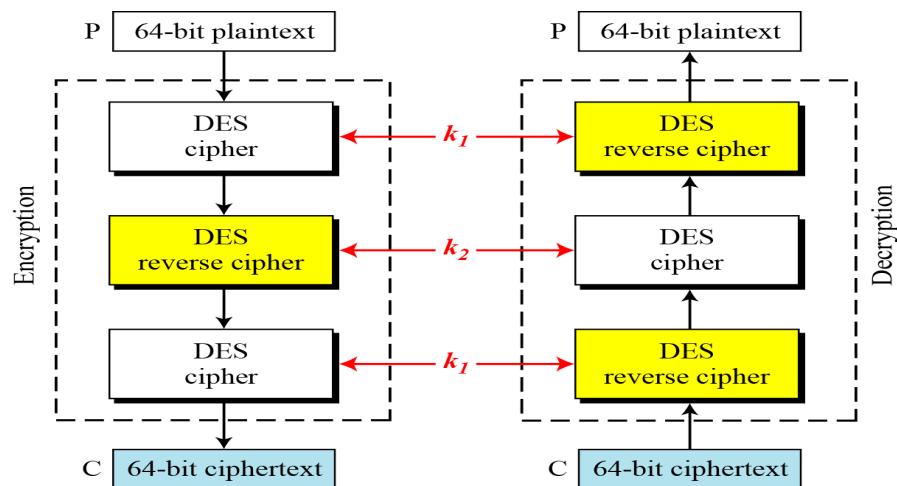 P 64-bit plaintext
P 64-bit plaintext
Encryption
DES
cipher
k1
DES
reverse cipher
DES
reverse cipher
k2
DES
cipher
DES
cipher
k1
DES
reverse cipher
Decryption
C 64-bit ciphertext
C 64-bit ciphertext